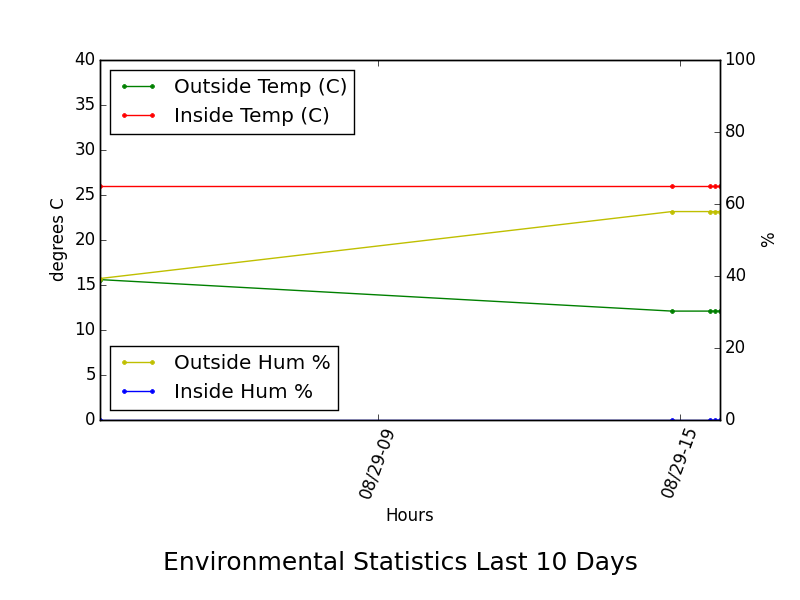 40
35
30
25
20
15
10
5
0
degrees C
Outside Temp (C)
Inside Temp (C)
Outside Hum %
Inside Hum %
100
80
60
40
20
0
%
08/29-09
08/29-15
Hours
Environmental Statistics Last 10 Days